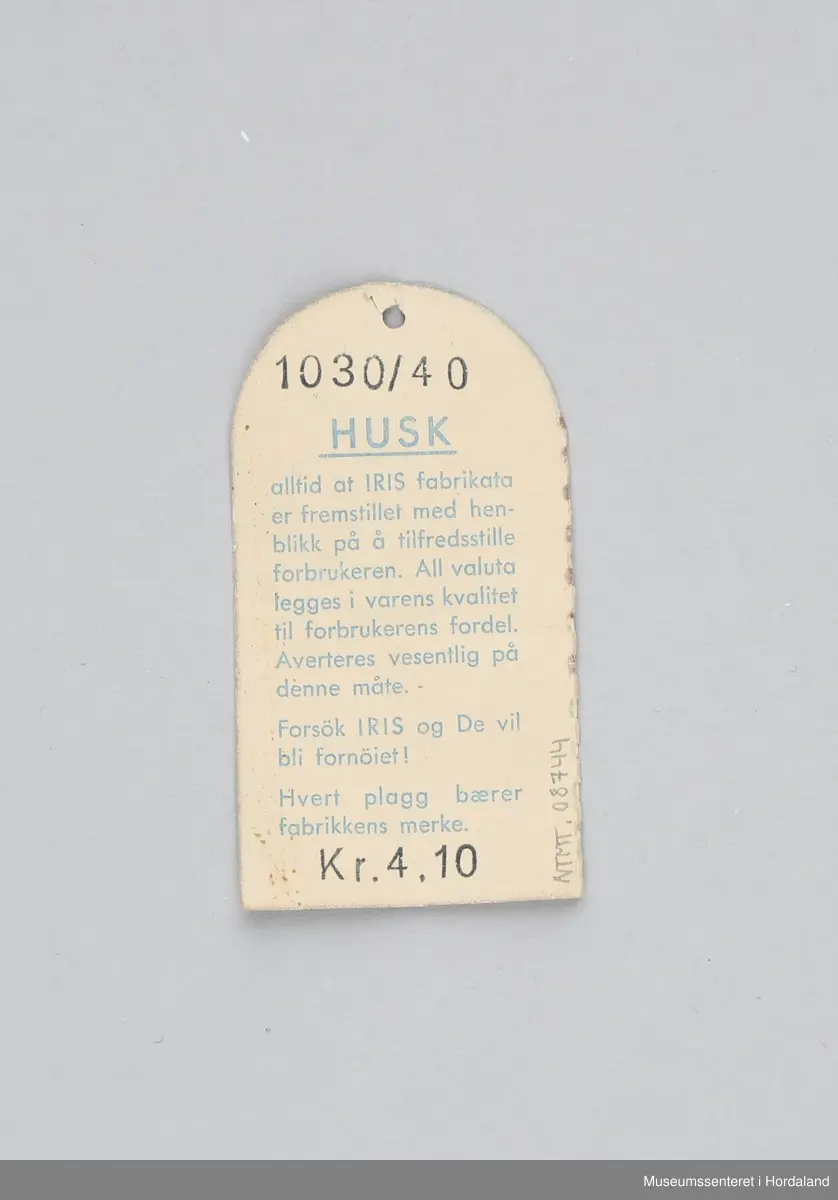 1030/40
HUSK
alltid at IRIS fabrikata
er fremstillet med hen-
blikk på å tilfredsstille
forbrukeren. All valuta
legges i varens kvalitet
til forbrukerens fordel.
Averteres vesentlig på
denne måte. -
Forsök IRIS og De vil
bli fornöiet!
Hvert plagg bærer
fabrikkens merke.
Kr. 4.10
NTMT. 08744
Museumssenteret i Hordaland